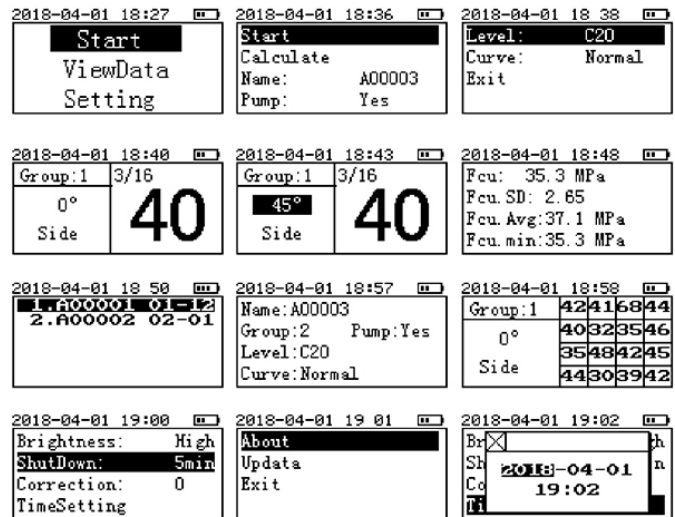 2018-04-01 18:27
Start
ViewData
Setting
2018-04-01 18:36
Start
Calculate
Name: A00003
Pump: Yes
2018-04-01 18 38
Level: C20
Curve: Normal
Exit
2018-04-01 18:40
Group:1 3/16
0°
Side
40
2018-04-01 18:43
Group:1 3/16
45°
Side
40
2018-04-01 18:48
Fcu: 35.3 MPa
Fcu.SD: 2.65
Fcu.Avg:37.1 MPa
Fcu.min:35.3 MPa
2018-04-01 18 50
1.A00001 01-12
2.A00002 02-01
2018-04-01 18:57
Name:A00003
Group:2 Pump:Yes
Level:C20
Curve:Normal
2018-04-01 18:58
Group:1
0°
Side
42 41 68 44
40 32 35 46
35 48 42 45
44 30 39 42
2018-04-01 19:00
Brightness: High
ShutDown: 5min
Correction: 0
TimeSetting
2018-04-01 19 01
About
Updata
Exit
2018-04-01 19:02
Br h
Sh n
Co
Ti
2018-04-01
19:02